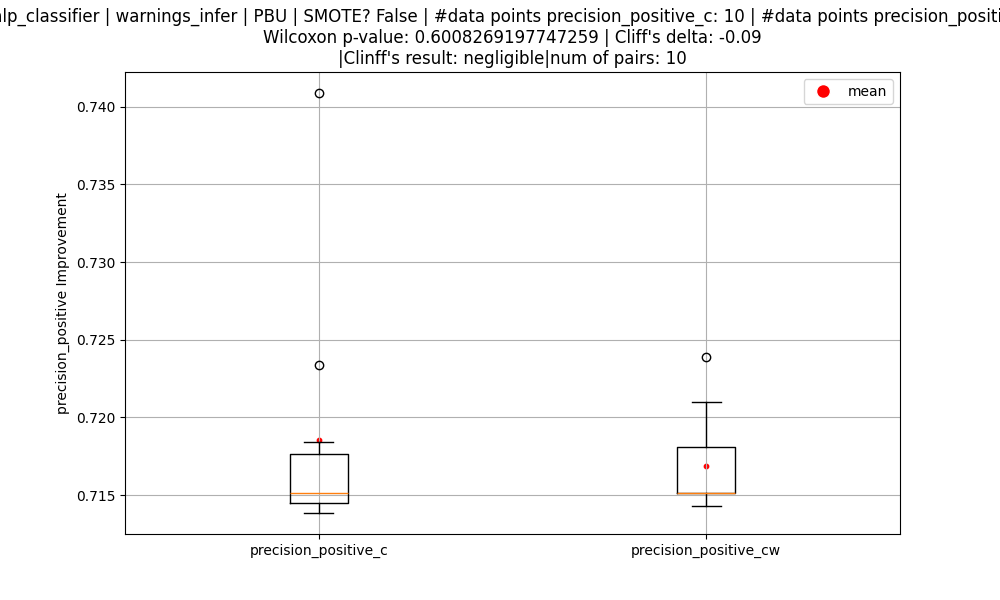 lp_classifier | warnings_infer | PBU | SMOTE? False | #data points precision_positive_c: 10 | #data points precision_positi
Wilcoxon p-value: 0.6008269197747259 | Cliff's delta: -0.09
|Clinff's result: negligible|num of pairs: 10
mean
0.740
0.735
0.730
0.725
0.720
0.715
precision_positive Improvement
precision_positive_c
precision_positive_cw